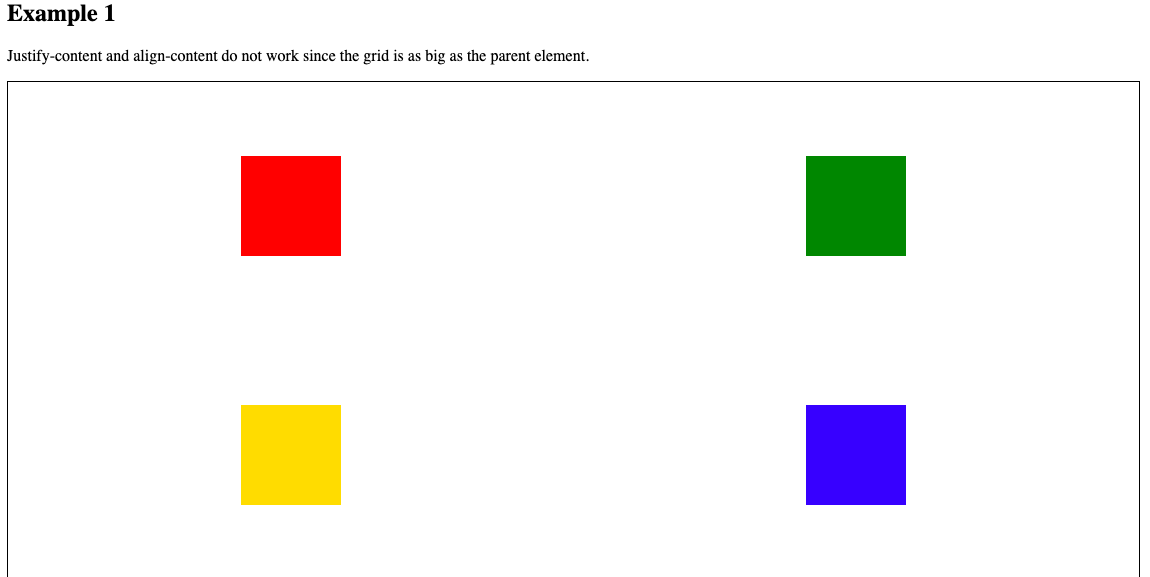 Example 1
Justify-content and align-content do not work since the grid is as big as the parent element.